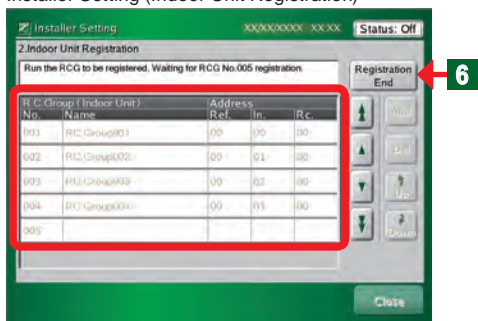 Installer Setting (Indoor Unit Registration)
Installer Setting XX/XX/XXXX XX:XX Status: Off
2.Indoor Unit Registration
Run the RCG to be registered. Waiting for RCG No.005 registration.
Registration End
6
R.C.Group ( Indoor Unit ) Address
No. Name Ref. In. Rc.
001 RC.Group001 00 00 00
002 RC.Group002 00 01 00
003 RC.Group003 00 02 00
004 RC.Group004 00 03 00
005
Add
Del
Up
Down
Close